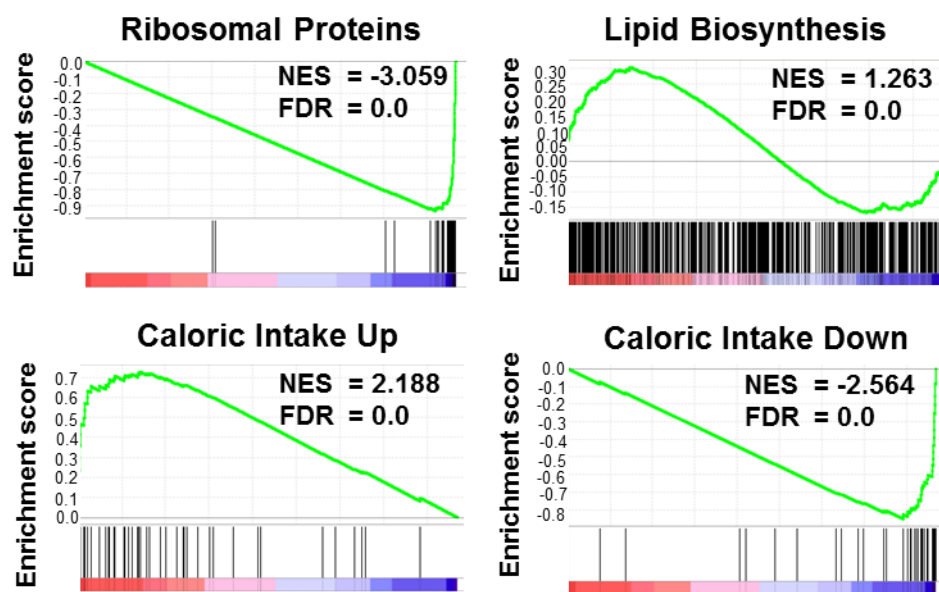 Ribosomal Proteins
Enrichment score
0.0
-0.1
-0.2
-0.3
-0.4
-0.5
-0.6
-0.7
-0.8
-0.9
NES = -3.059
FDR = 0.0
Lipid Biosynthesis
Enrichment score
0.30
0.25
0.20
0.15
0.10
0.05
0.00
-0.05
-0.10
-0.15
NES = 1.263
FDR = 0.0
Caloric Intake Up
Enrichment score
0.7
0.6
0.5
0.4
0.3
0.2
0.1
0.0
NES = 2.188
FDR = 0.0
Caloric Intake Down
Enrichment score
0.0
-0.1
-0.2
-0.3
-0.4
-0.5
-0.6
-0.7
-0.8
NES = -2.564
FDR = 0.0